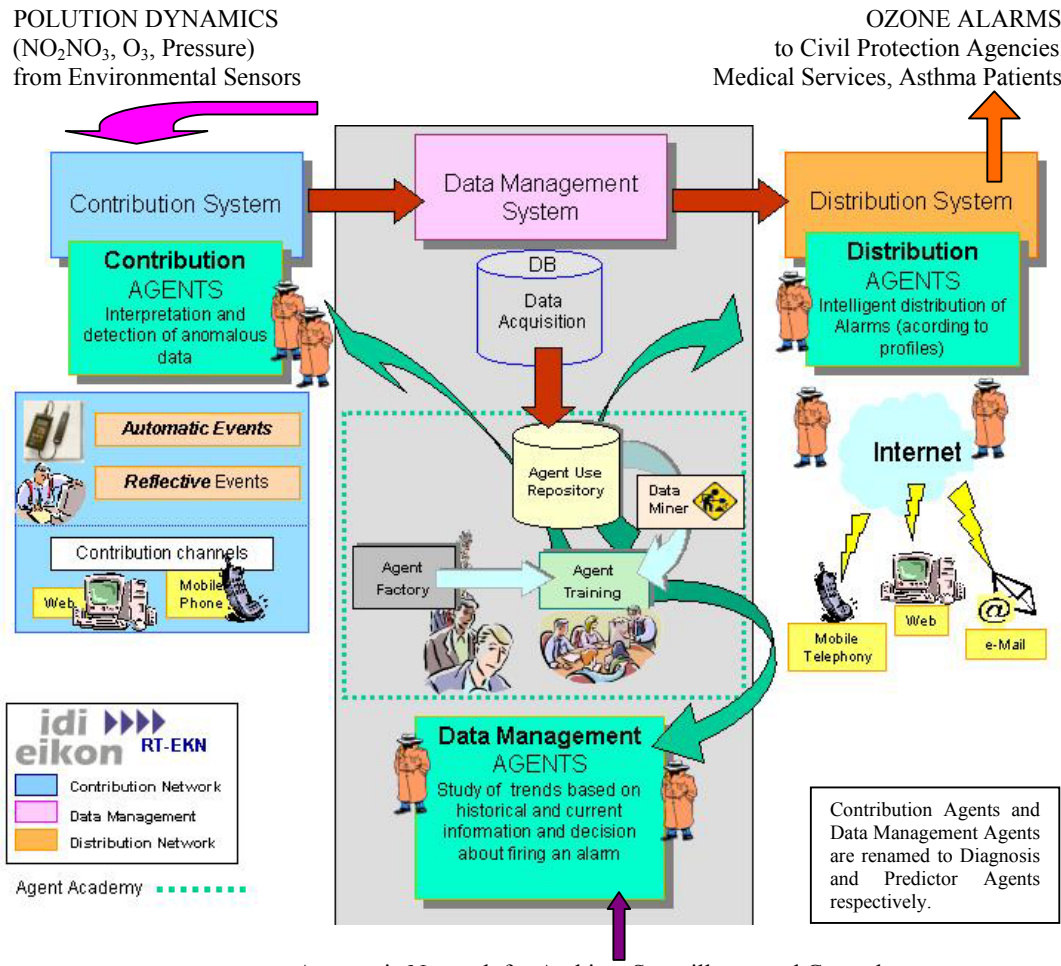 POLUTION DYNAMICS
(NO₂NO₃, O₃, Pressure)
from Environmental Sensors
OZONE ALARMS
to Civil Protection Agencies
Medical Services, Asthma Patients
Contribution System
Data Management
System
Distribution System
Contribution
AGENTS
Interpretation and
detection of anomalous
data
DB
Data
Acquisition
Distribution
AGENTS
Intelligent distribution of
Alarms (acording to
profiles)
Automatic Events
Reflective Events
Contribution channels
Web
Mobile
Phone
Agent Use
Repository
Data
Miner
Agent
Factory
Agent
Training
Internet
Mobile
Telephony
Web
@
e-Mail
idi
eikon
RT-EKN
Contribution Network
Data Management
Distribution Network
Agent Academy
Data Management
AGENTS
Study of trends based on
historical and current
information and decision
about firing an alarm
Contribution Agents and
Data Management Agents
are renamed to Diagnosis
and Predictor Agents
respectively.